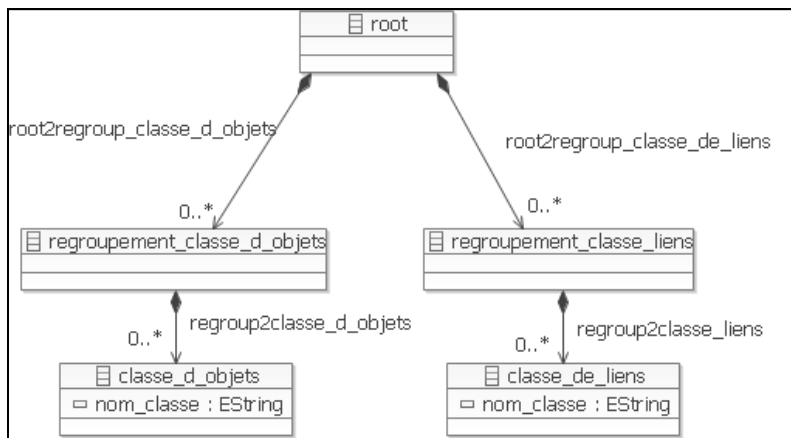 root
root2regroup_classe_d_objets
root2regroup_classe_de_liens
0..*
0..*
regroupement_classe_d_objets
regroupement_classe_liens
regroup2classe_d_objets
regroup2classe_liens
0..*
0..*
classe_d_objets
nom_classe : EString
classe_de_liens
nom_classe : EString